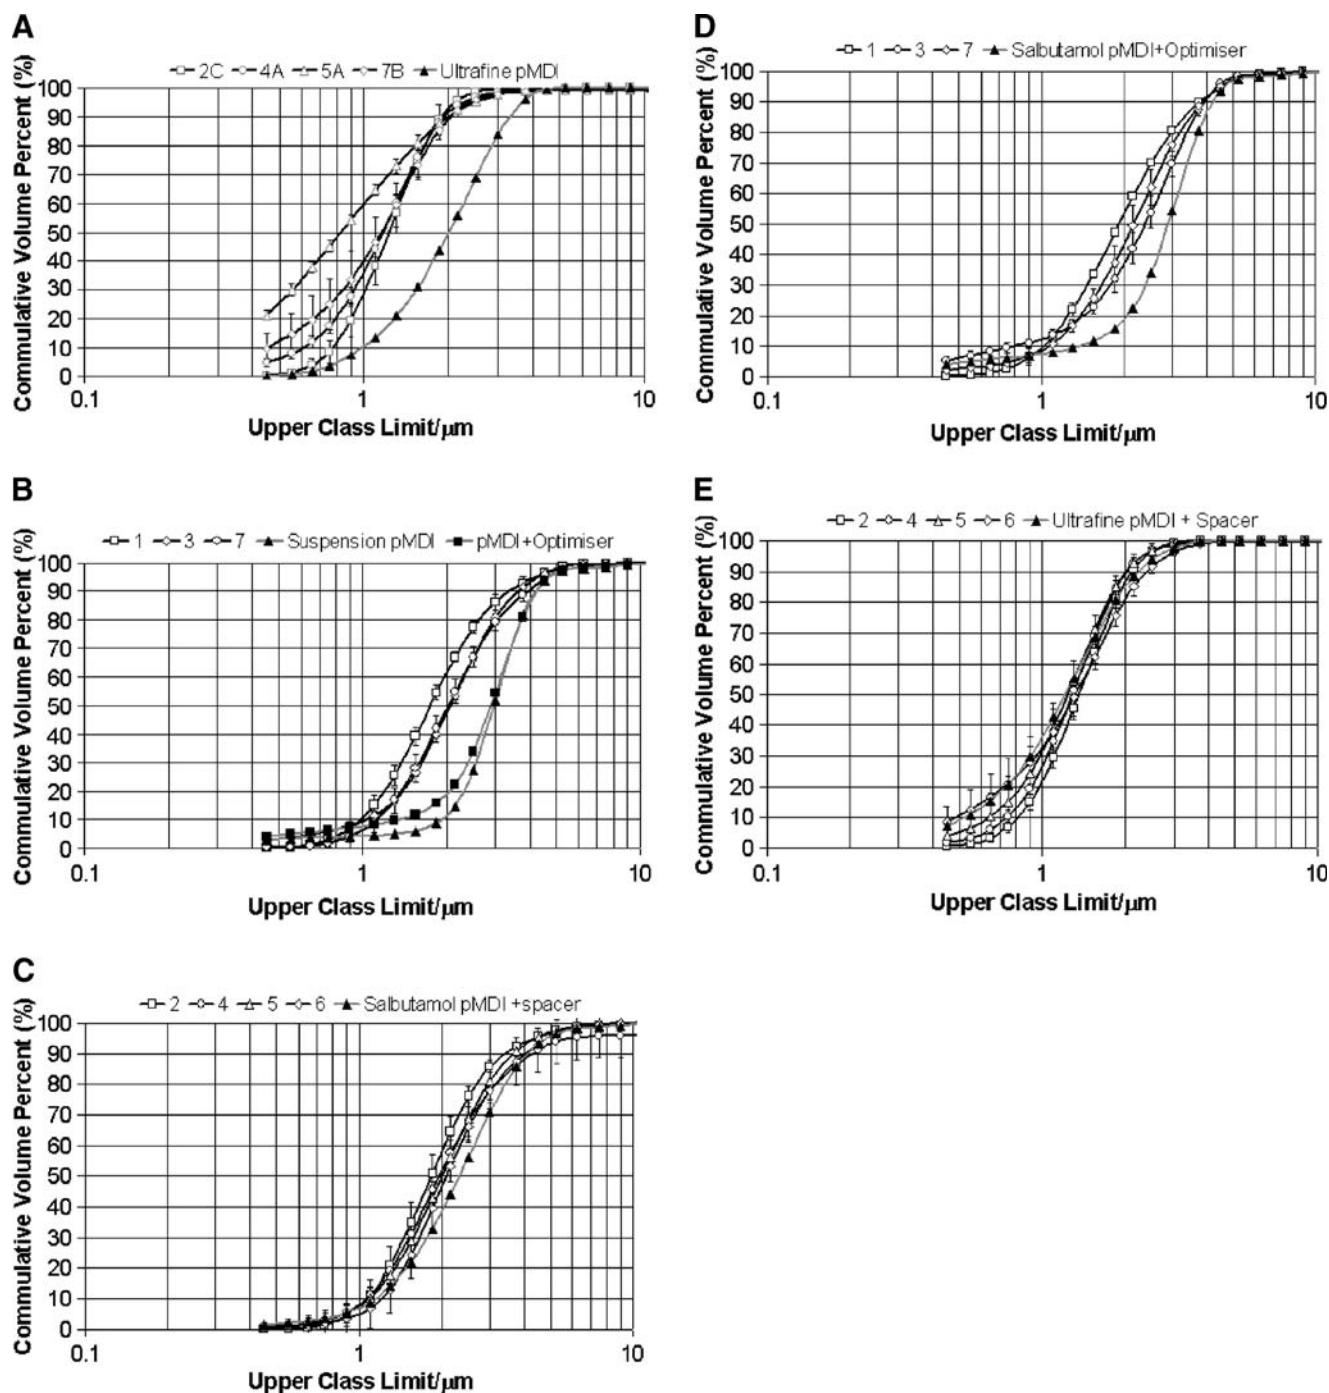 A
2C 4A 5A 7B Ultrafine pMDI
Commulative Volume Percent (%)
100
90
80
70
60
50
40
30
20
10
0
0.1 1 10
Upper Class Limit/μm
B
1 3 7 Suspension pMDI pMDI+Optimiser
Commulative Volume Percent (%)
100
90
80
70
60
50
40
30
20
10
0
0.1 1 10
Upper Class Limit/μm
C
2 4 5 6 Salbutamol pMDI +spacer
Commulative Volume Percent (%)
100
90
80
70
60
50
40
30
20
10
0
0.1 1 10
Upper Class Limit/μm
D
1 3 7 Salbutamol pMDI+Optimiser
Commulative Volume Percent (%)
100
90
80
70
60
50
40
30
20
10
0
0.1 1 10
Upper Class Limit/μm
E
2 4 5 6 Ultrafine pMDI + Spacer
Commulative Volume Percent (%)
100
90
80
70
60
50
40
30
20
10
0
0.1 1 10
Upper Class Limit/μm